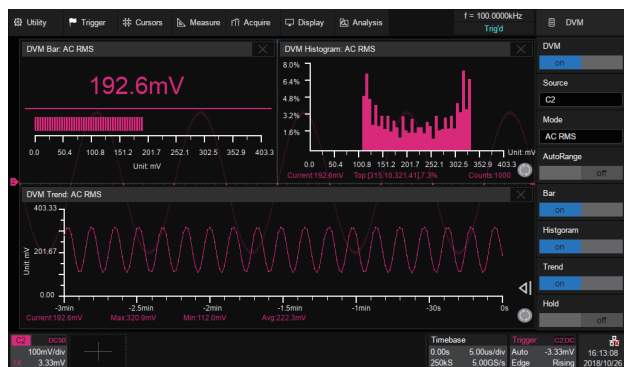 Utility Trigger Cursors Measure Acquire Display Analysis f = 100.0000kHz Trig'd DVM
DVM Bar: AC RMS
192.6mV
0.0 50.4 100.8 151.2 201.7 252.1 302.5 352.9 403.3
Unit: mV
DVM Histogram: AC RMS
8.0%
6.4%
4.8%
3.2%
1.6%
Unit: mV
0.0 50.4 100.8 151.2 201.7 252.1 302.5 352.9 403.3
Current:192.6mV Top:[315.10,321.41],7.3% Counts:1000
DVM Trend: AC RMS
403.33
Unit: mV
201.67
0.00
-3min -2.5min -2min -1.5min -1min -30s 0s
Current:192.6mV Max:320.9mV Min:112.0mV Avg:222.3mV
DVM
on
Source
C2
Mode
AC RMS
AutoRange
off
Bar
on
Histgoram
on
Trend
on
Hold
off
C2 DC50
100mV/div
1X 3.33mV
Timebase
0.00s 5.00us/div
250kS 5.00GS/s
Trigger C2:DC
Auto -3.33mV
Edge Rising
16:13:08
2018/10/26